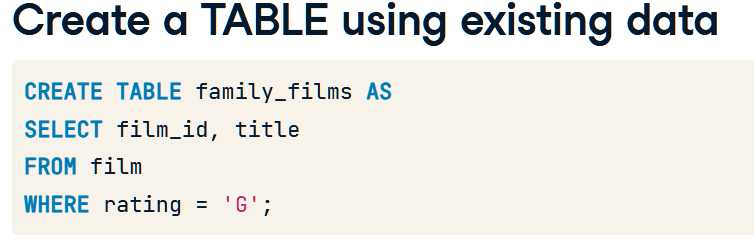 Create a TABLE using existing data
CREATE TABLE family_films AS
SELECT film_id, title
FROM film
WHERE rating = 'G';